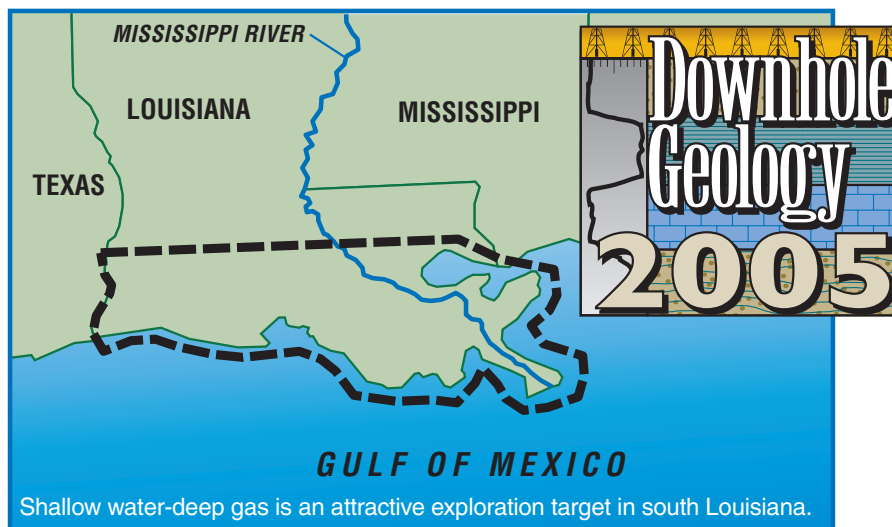 MISSISSIPPI RIVER
LOUISIANA
MISSISSIPPI
TEXAS
GULF OF MEXICO
Shallow water-deep gas is an attractive exploration target in south Louisiana.
Downhole
Geology
2005